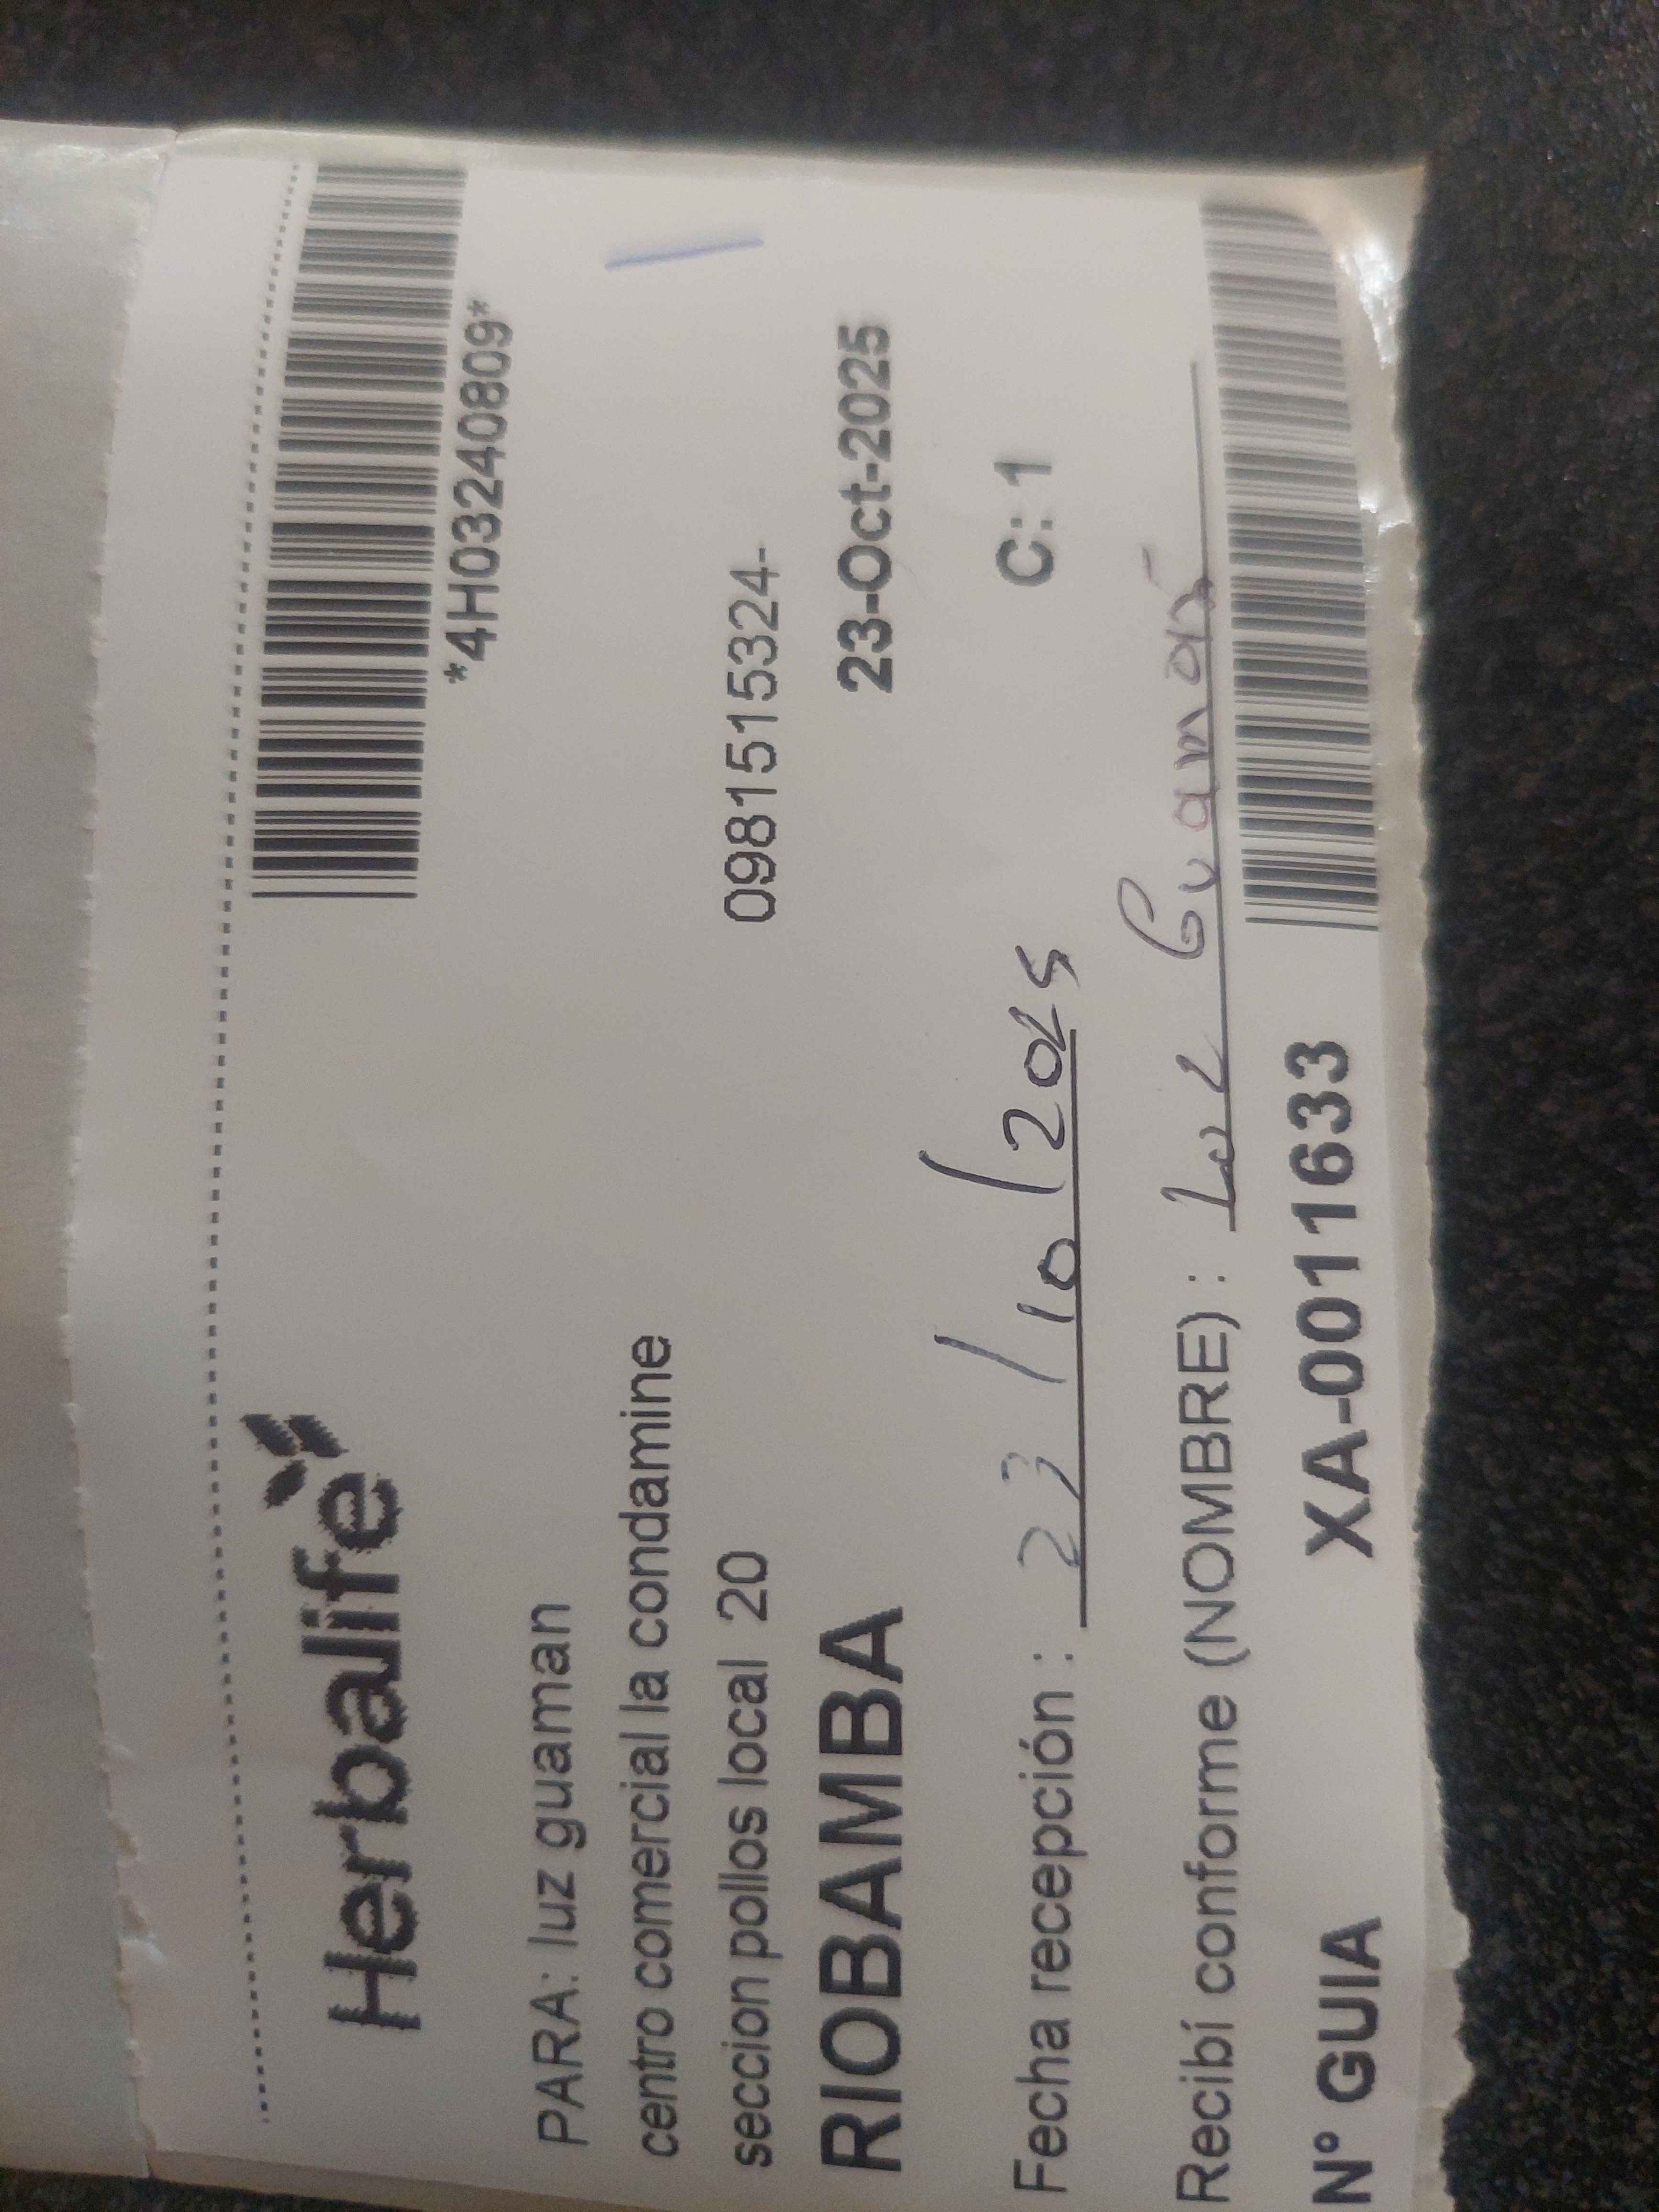 Herbalife
*4H03240809*
PARA: luz guaman
centro comercial la condamine
seccion pollos local 20 0981515324-
RIOBAMBA 23-Oct-2025
Fecha recepción : 23/10/2025 C: 1
Recibí conforme (NOMBRE) : Luz Guamán
N° GUIA XA-0011633